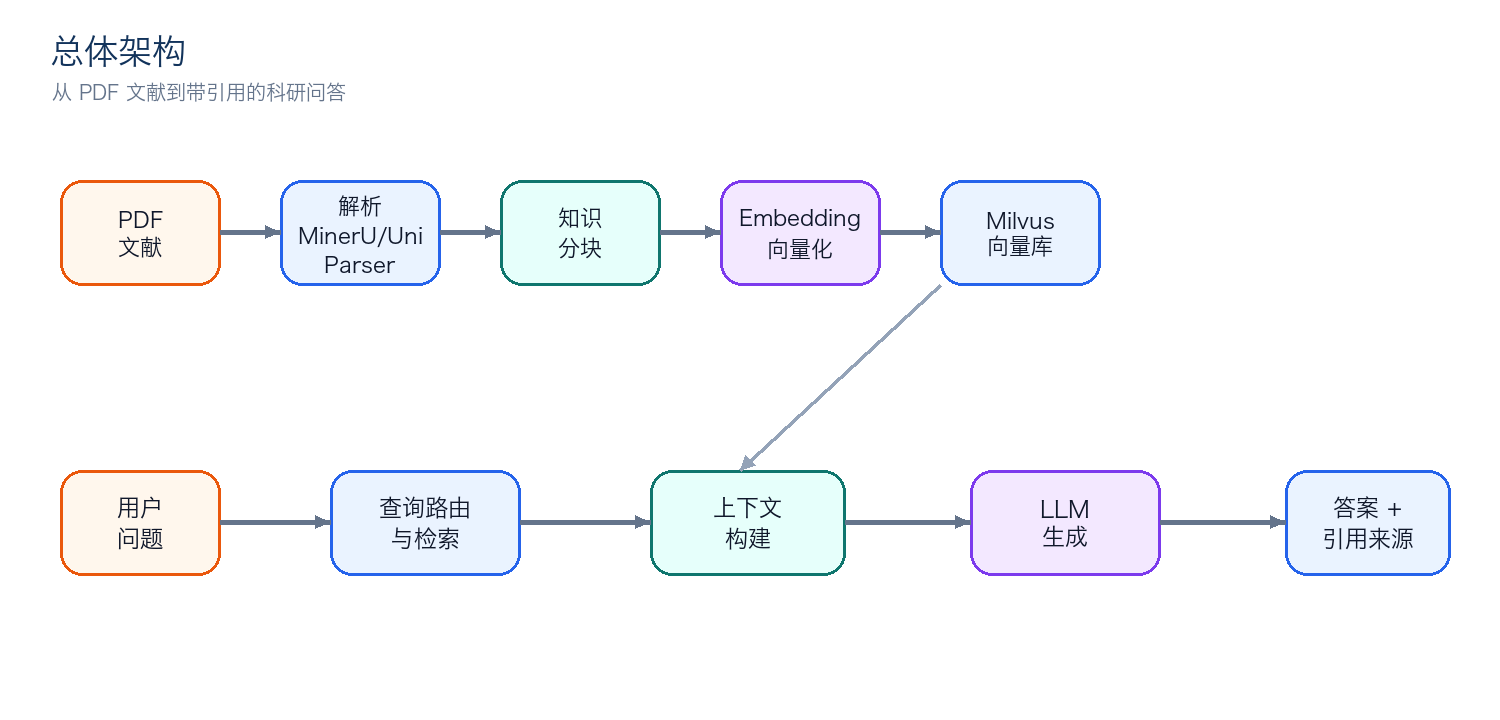 总体架构
从 PDF 文献到带引用的科研问答
PDF
文献
解析
MinerU/Uni
Parser
知识
分块
Embedding
向量化
Milvus
向量库
用户
问题
查询路由
与检索
上下文
构建
LLM
生成
答案 +
引用来源